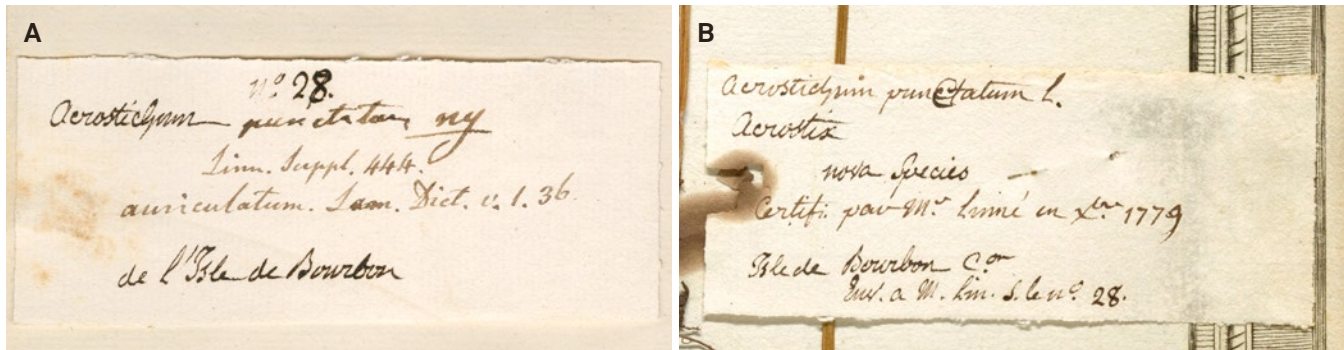 A
nº 28.
Acrostichum punctatum ny
Linn. Suppl. 444.
auriculatum. Lam. Dict. v. 1. 36.
de l'Isle de Bourbon
B
Acrostichum punctatum L.
Acrostix
nova Species
Certifi. par Mr. Linné en Xbre 1779
Isle de Bourbon C.on
Env. a M. Lin. S. le nº. 28.